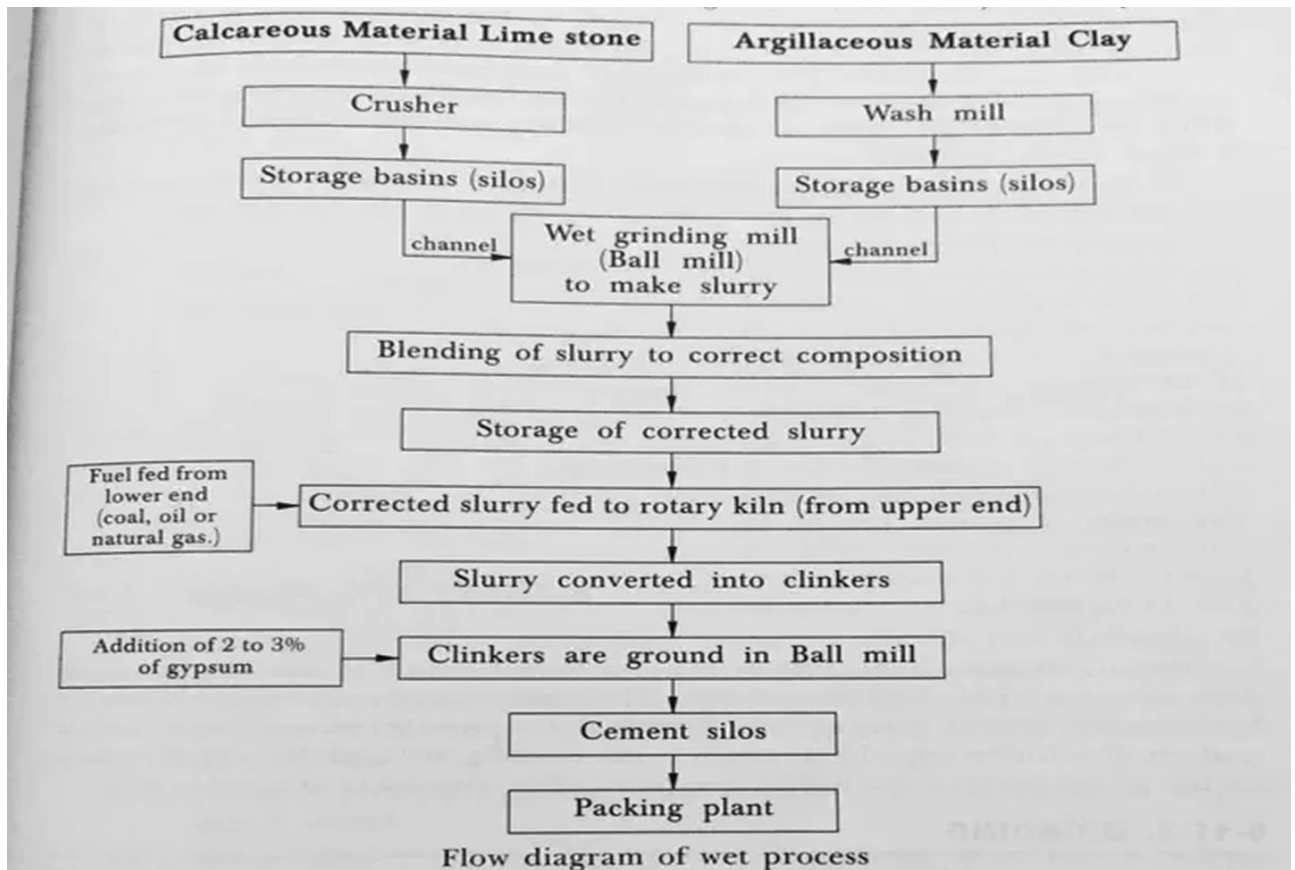 Calcareous Material Lime stone
Argillaceous Material Clay
Crusher
Wash mill
Storage basins (silos)
Storage basins (silos)
channel
Wet grinding mill
(Ball mill)
to make slurry
channel
Blending of slurry to correct composition
Storage of corrected slurry
Fuel fed from
lower end
(coal, oil or
natural gas.)
Corrected slurry fed to rotary kiln (from upper end)
Slurry converted into clinkers
Addition of 2 to 3%
of gypsum
Clinkers are ground in Ball mill
Cement silos
Packing plant
Flow diagram of wet process